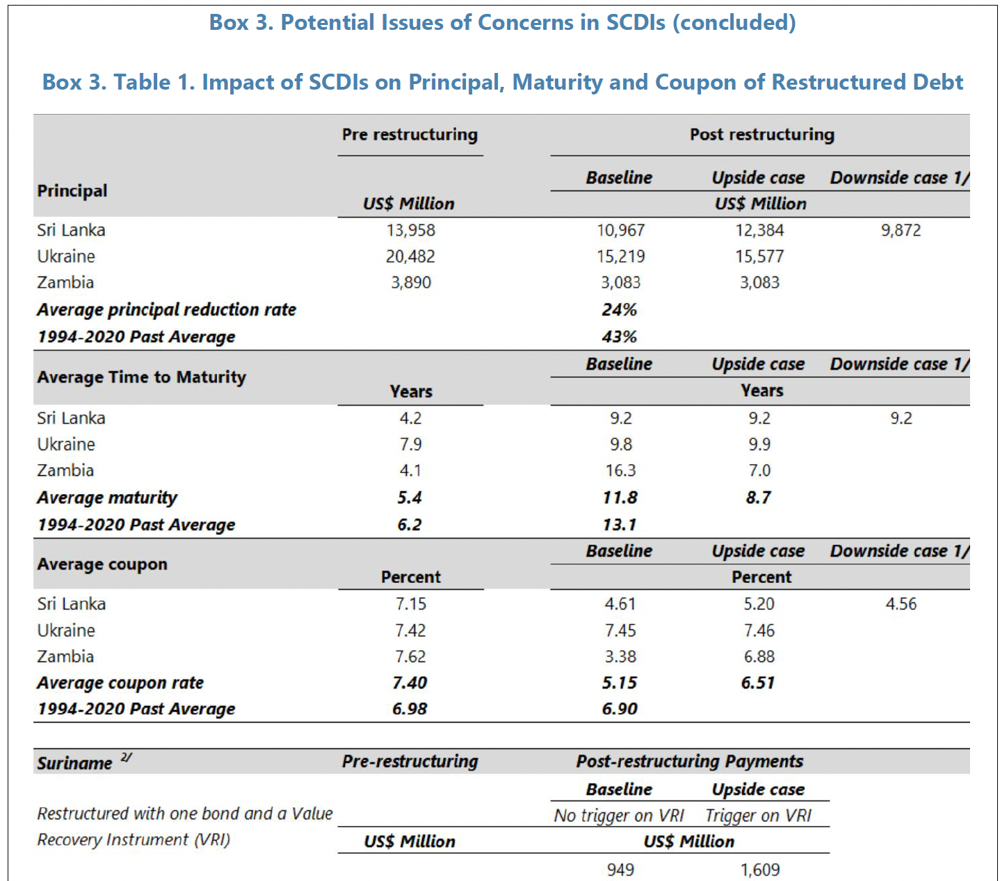 Box 3. Potential Issues of Concerns in SCDIs (concluded)
Box 3. Table 1. Impact of SCDIs on Principal, Maturity and Coupon of Restructured Debt
Pre restructuring Post restructuring
Principal Baseline Upside case Downside case 1/
US$ Million US$ Million
Sri Lanka 13,958 10,967 12,384 9,872
Ukraine 20,482 15,219 15,577
Zambia 3,890 3,083 3,083
Average principal reduction rate 24%
1994-2020 Past Average 43%
Average Time to Maturity Baseline Upside case Downside case 1/
Years Years
Sri Lanka 4.2 9.2 9.2 9.2
Ukraine 7.9 9.8 9.9
Zambia 4.1 16.3 7.0
Average maturity 5.4 11.8 8.7
1994-2020 Past Average 6.2 13.1
Average coupon Baseline Upside case Downside case 1/
Percent Percent
Sri Lanka 7.15 4.61 5.20 4.56
Ukraine 7.42 7.45 7.46
Zambia 7.62 3.38 6.88
Average coupon rate 7.40 5.15 6.51
1994-2020 Past Average 6.98 6.90
Suriname 2/ Pre-restructuring Post-restructuring Payments
Baseline Upside case
Restructured with one bond and a Value No trigger on VRI Trigger on VRI
Recovery Instrument (VRI) US$ Million US$ Million
949 1,609